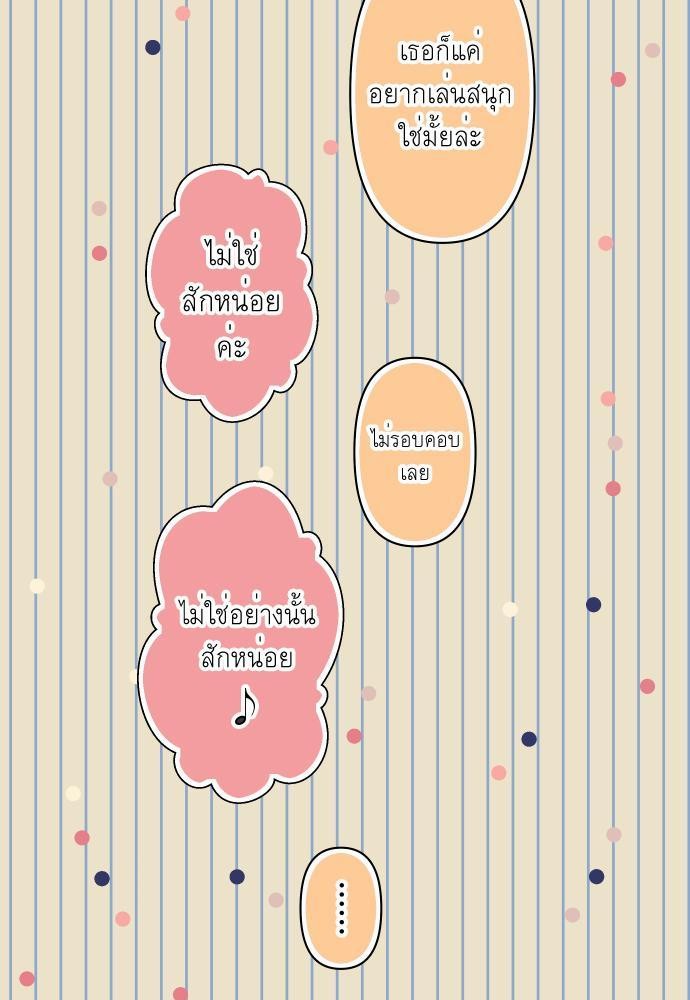 เธอก็แค่
อยากเล่นสนุก
ใช่มั้ยล่ะ
ไม่ใช่
สักหน่อย
ค่ะ
ไม่รอบคอบ
เลย
ไม่ใช่อย่างนั้น
สักหน่อย
♪
......